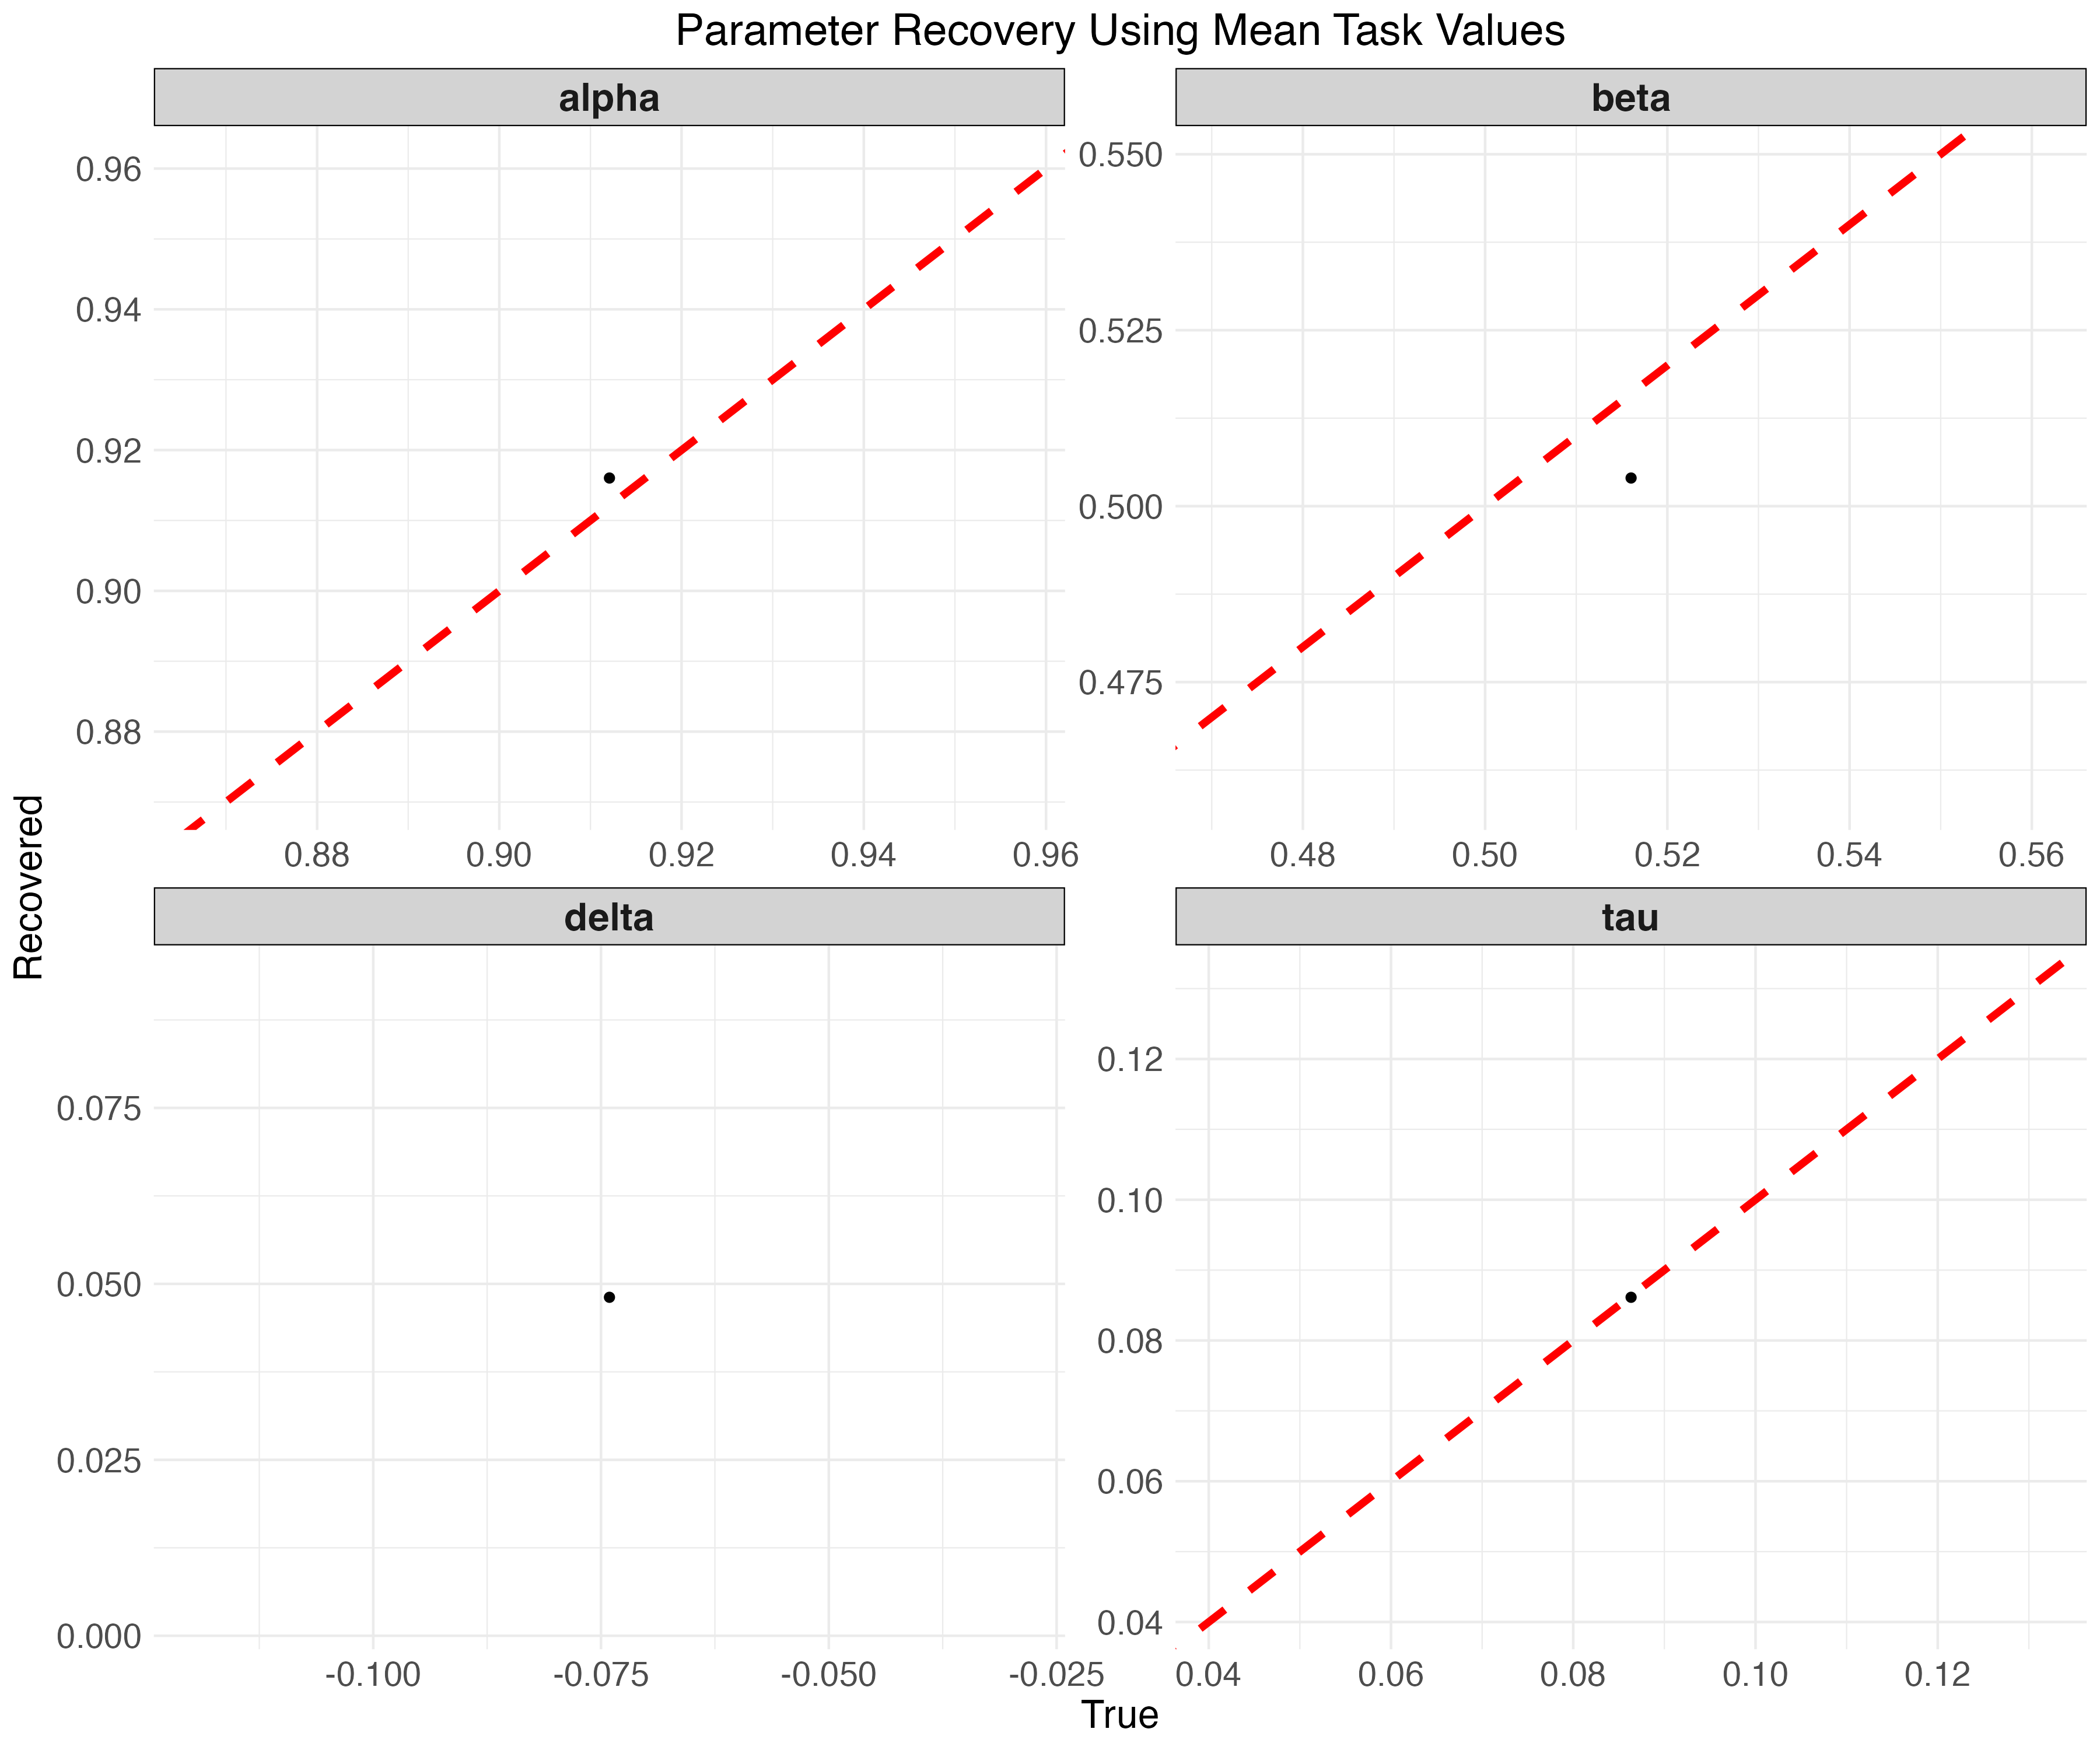 Parameter Recovery Using Mean Task Values
alpha
0.96
0.94
0.92
0.90
0.88
0.88 0.90 0.92 0.94 0.96
beta
0.550
0.525
0.500
0.475
0.48 0.50 0.52 0.54 0.56
Recovered
delta
0.075
0.050
0.025
0.000
-0.100 -0.075 -0.050 -0.025
tau
0.12
0.10
0.08
0.06
0.04
0.04 0.06 0.08 0.10 0.12
True